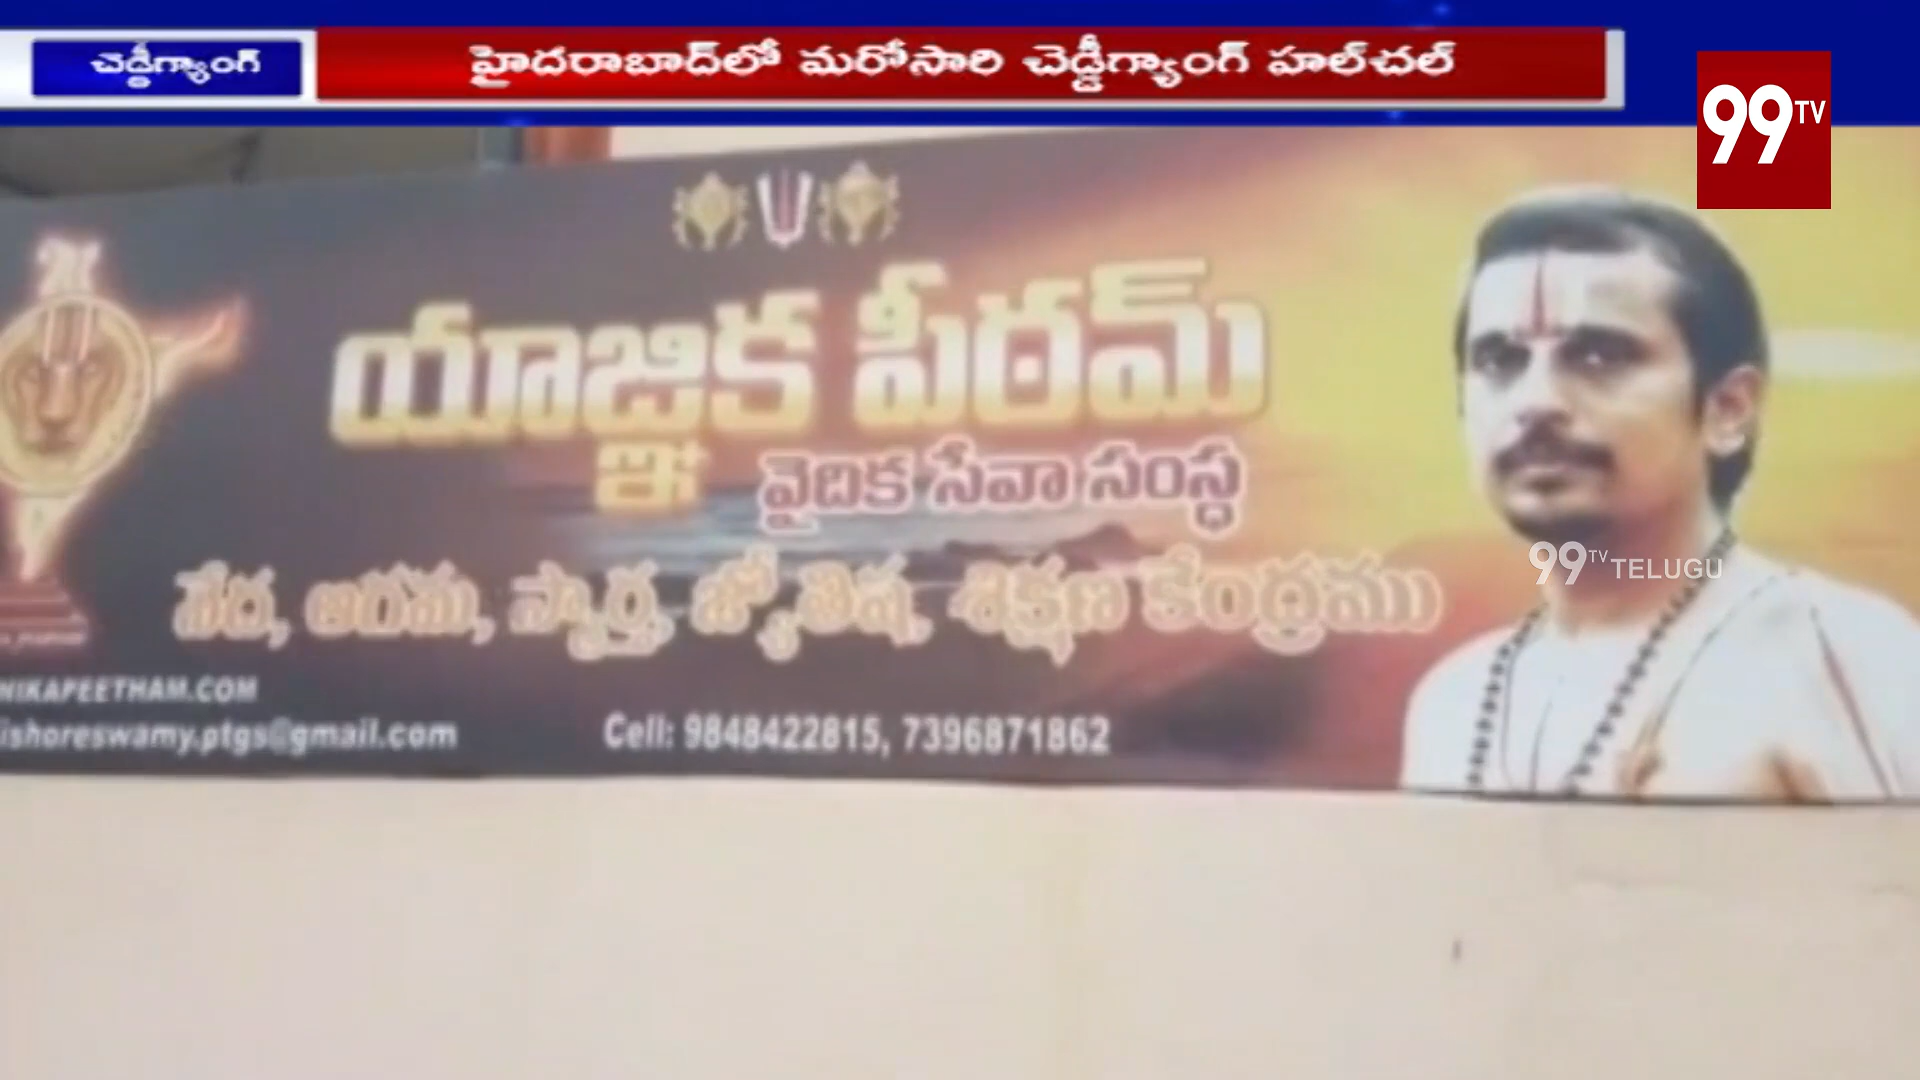 చెడ్డీగ్యాంగ్
హైదరాబాద్‌లో మరోసారి చెడ్డీగ్యాంగ్ హల్‌చల్
99TV
యాజ్ఞిక పీఠమ్
వైదిక సేవా సంస్థ
వేద, ఆగమ, స్మార్త, జ్యోతిష, శిక్షణ కేంద్రము
99TV TELUGU
NIKAPEETHAM.COM
ishoreswamy.ptgs@gmail.com
Cell: 9848422815, 7396871862